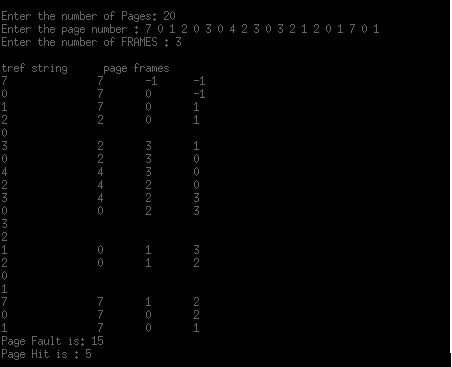 Enter the number of Pages: 20
Enter the page number : 7 0 1 2 0 3 0 4 2 3 0 3 2 1 2 0 1 7 0 1
Enter the number of FRAMES : 3
tref string page frames
7 7 -1 -1
0 7 0 -1
1 7 0 1
2 2 0 1
0
3 2 3 1
0 2 3 0
4 4 3 0
2 4 2 0
3 4 2 3
0 0 2 3
3
2
1 0 1 3
2 0 1 2
0
1
7 7 1 2
0 7 0 2
1 7 0 1
Page Fault is: 15
Page Hit is : 5